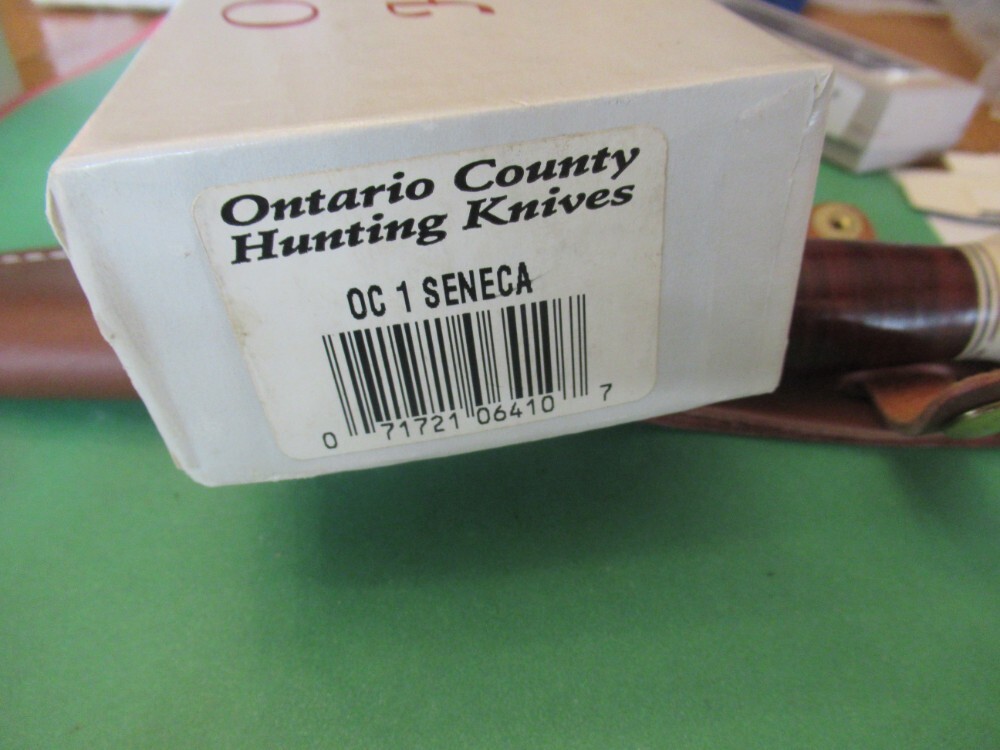 Ontario County
Hunting Knives
OC 1 SENECA
0 71721 06410 7